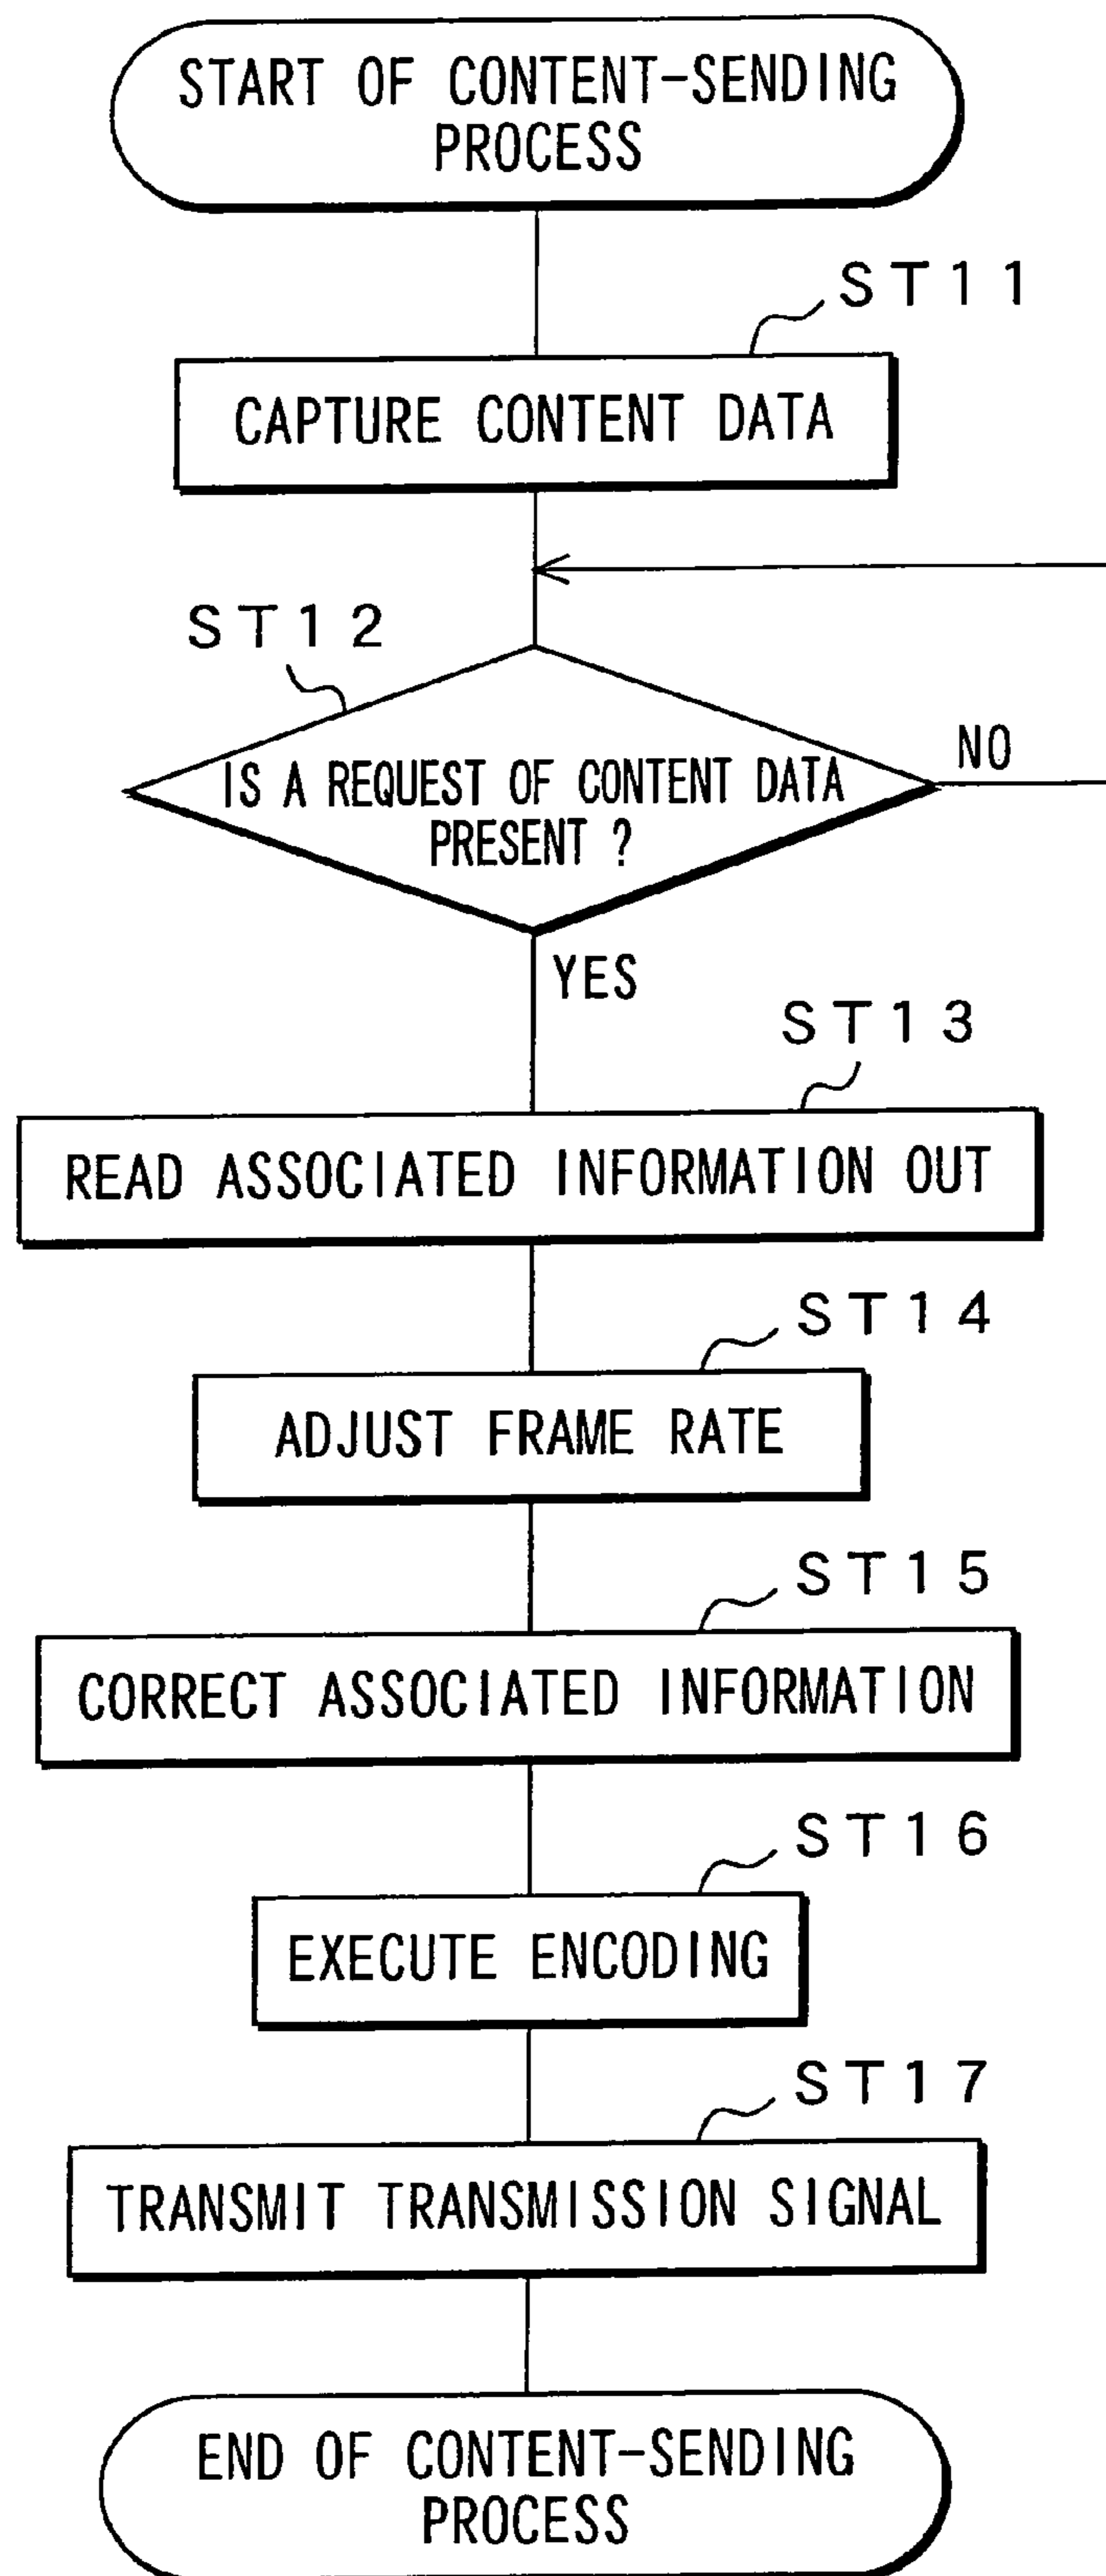 START OF CONTENT-SENDING
PROCESS
ST11
CAPTURE CONTENT DATA
ST12
IS A REQUEST OF CONTENT DATA
PRESENT ?
NO
YES
ST13
READ ASSOCIATED INFORMATION OUT
ST14
ADJUST FRAME RATE
ST15
CORRECT ASSOCIATED INFORMATION
ST16
EXECUTE ENCODING
ST17
TRANSMIT TRANSMISSION SIGNAL
END OF CONTENT-SENDING
PROCESS